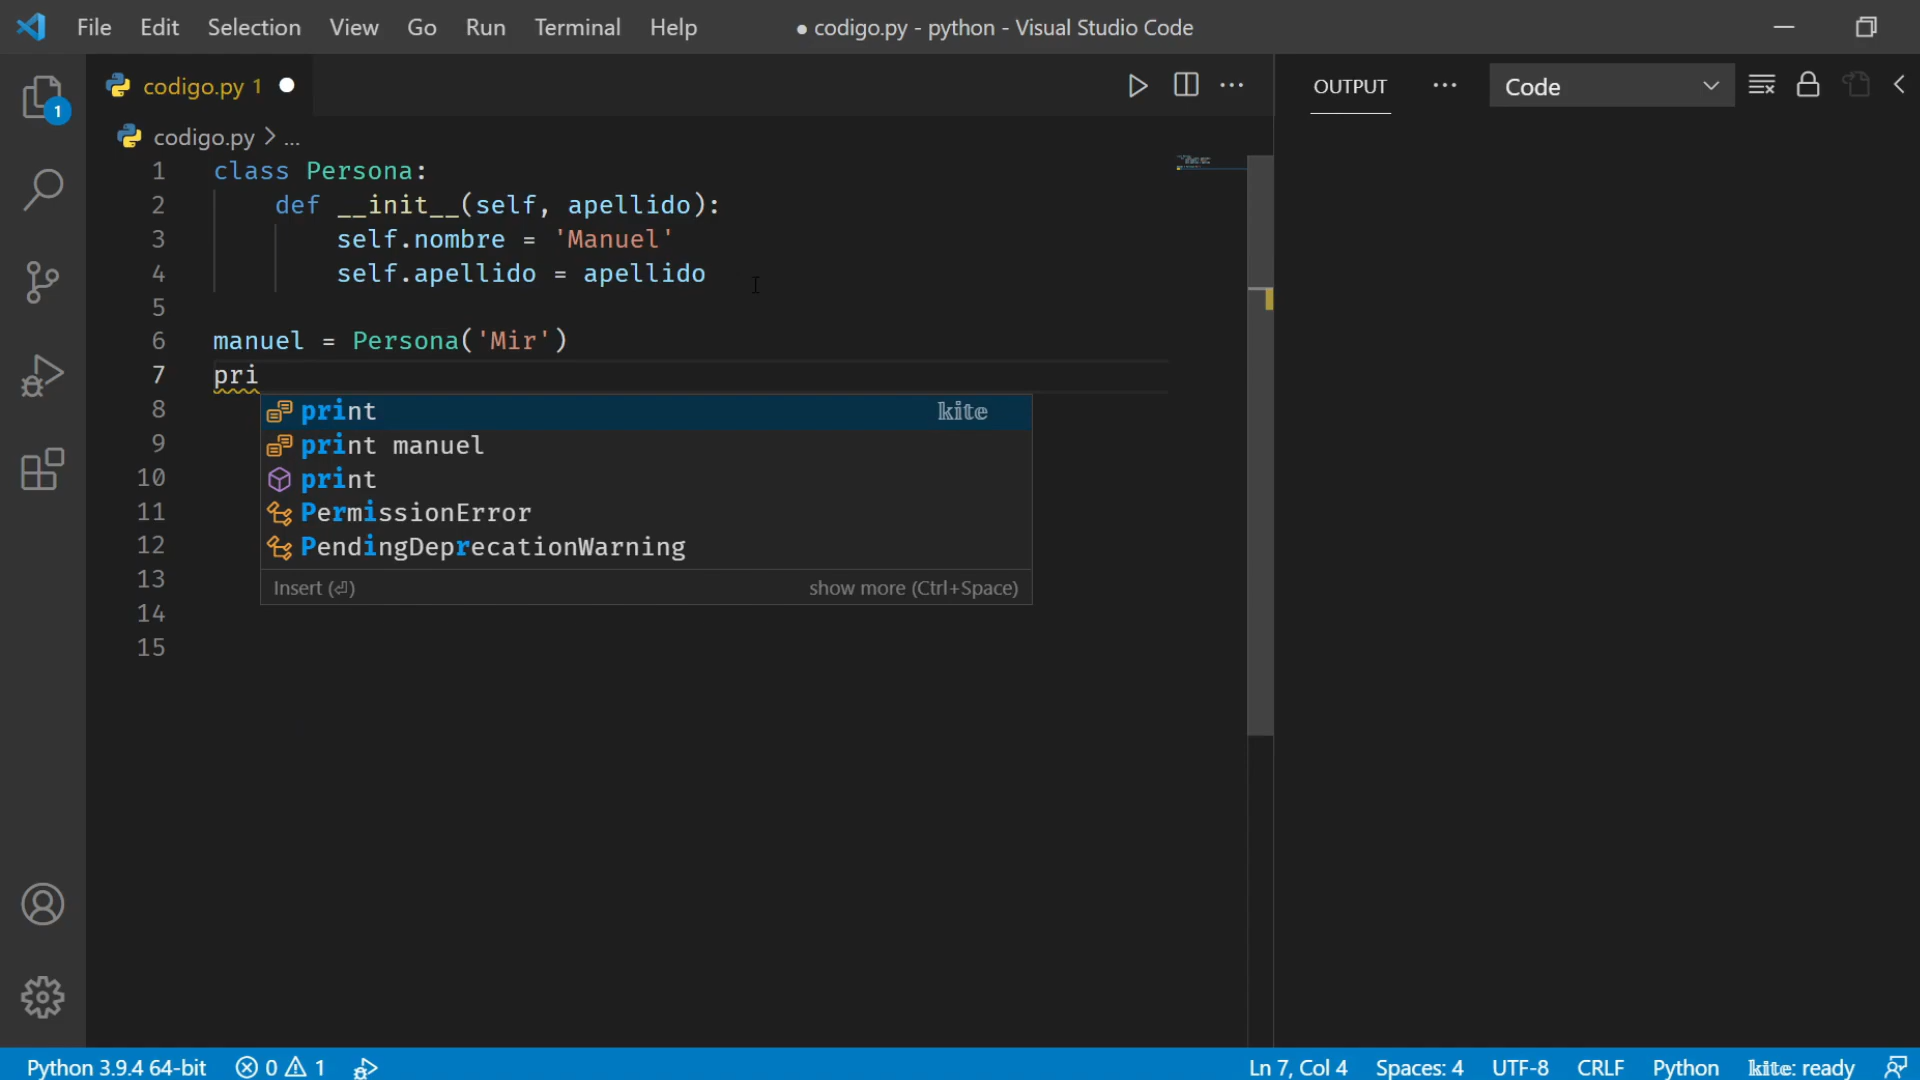 File Edit Selection View Go Run Terminal Help ● codigo.py - python - Visual Studio Code
codigo.py 1 OUTPUT ... Code
codigo.py > ...
1 class Persona:
2 def __init__(self, apellido):
3 self.nombre = 'Manuel'
4 self.apellido = apellido
5
6 manuel = Persona('Mir')
7 pri
8 print kite
9 print manuel
10 print
11 PermissionError
12 PendingDeprecationWarning
13 Insert (⏎) show more (Ctrl+Space)
14
15
1
Python 3.9.4 64-bit 0 1 Ln 7, Col 4 Spaces: 4 UTF-8 CRLF Python kite: ready